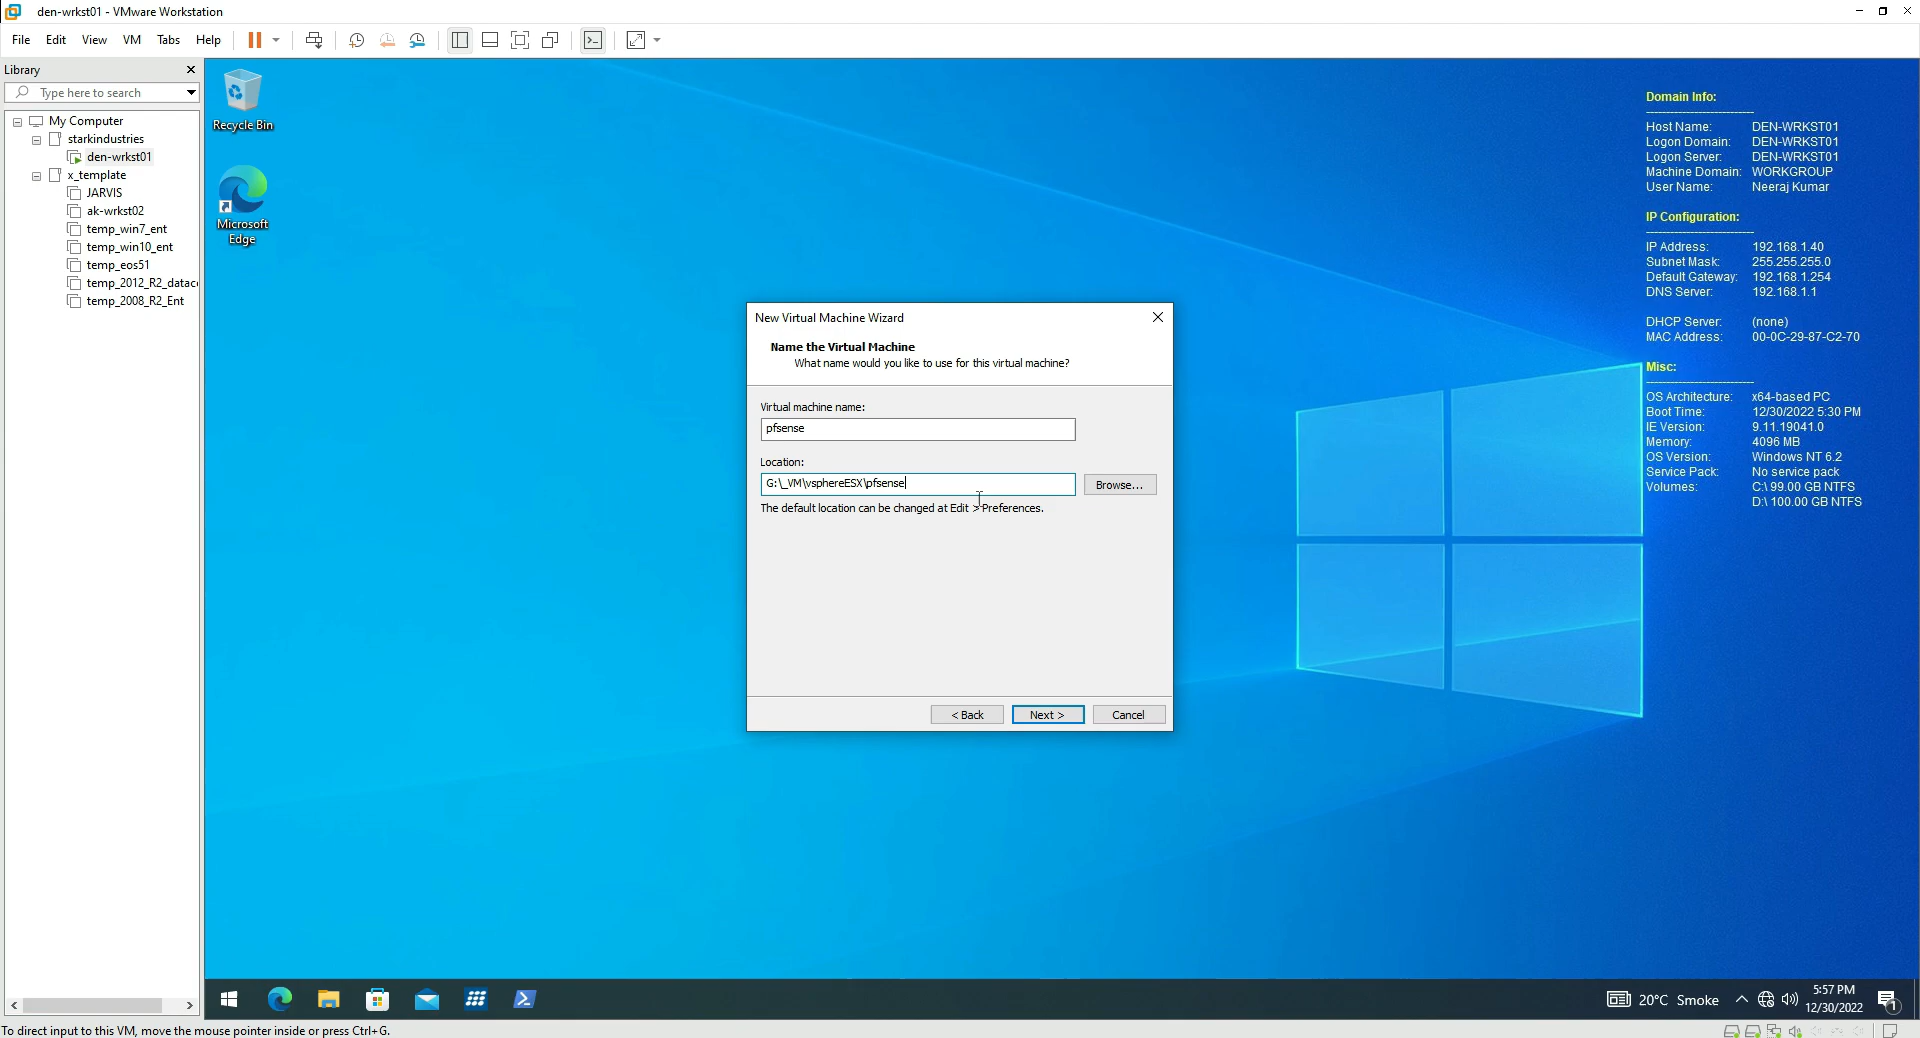 den-wrkst01 - VMware Workstation
File Edit View VM Tabs Help
Library
Type here to search
My Computer
starkindustries
den-wrkst01
x_template
JARVIS
ak-wrkst02
temp_win7_ent
temp_win10_ent
temp_eos51
temp_2012_R2_datac
temp_2008_R2_Ent
Recycle Bin
Microsoft
Edge
Domain Info:
Host Name: DEN-WRKST01
Logon Domain: DEN-WRKST01
Logon Server: DEN-WRKST01
Machine Domain: WORKGROUP
User Name: Neeraj Kumar
IP Configuration:
IP Address: 192.168.1.40
Subnet Mask: 255.255.255.0
Default Gateway: 192.168.1.254
DNS Server: 192.168.1.1
DHCP Server: (none)
MAC Address: 00-0C-29-87-C2-70
Misc:
OS Architecture: x64-based PC
Boot Time: 12/30/2022 5:30 PM
IE Version: 9.11.19041.0
Memory: 4096 MB
OS Version: Windows NT 6.2
Service Pack: No service pack
Volumes: C:\ 99.00 GB NTFS
D:\ 100.00 GB NTFS
New Virtual Machine Wizard
Name the Virtual Machine
What name would you like to use for this virtual machine?
Virtual machine name:
pfsense
Location:
G:\_VM\vsphereESX\pfsense
Browse...
The default location can be changed at Edit > Preferences.
< Back Next > Cancel
20°C Smoke
5:57 PM
12/30/2022
1
To direct input to this VM, move the mouse pointer inside or press Ctrl+G.